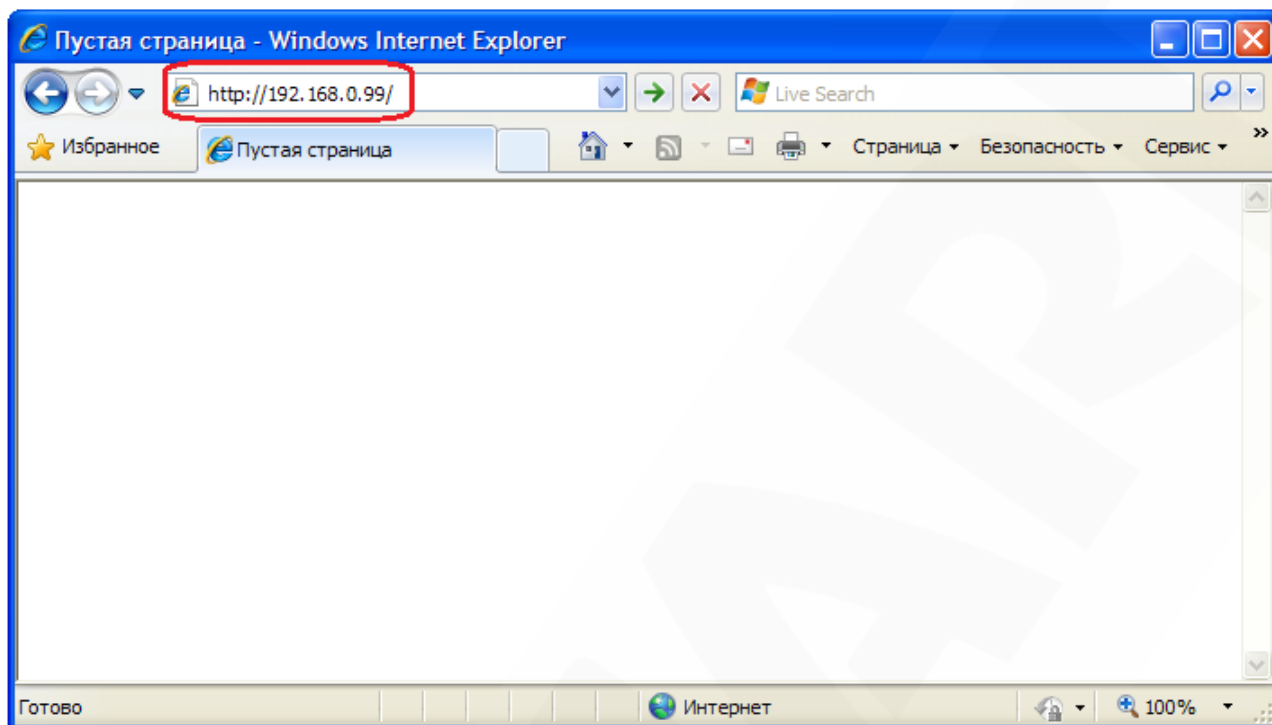 Пустая страница - Windows Internet Explorer
http://192.168.0.99/
Live Search
Избранное
Пустая страница
Страница
Безопасность
Сервис
»
Готово
Интернет
100%